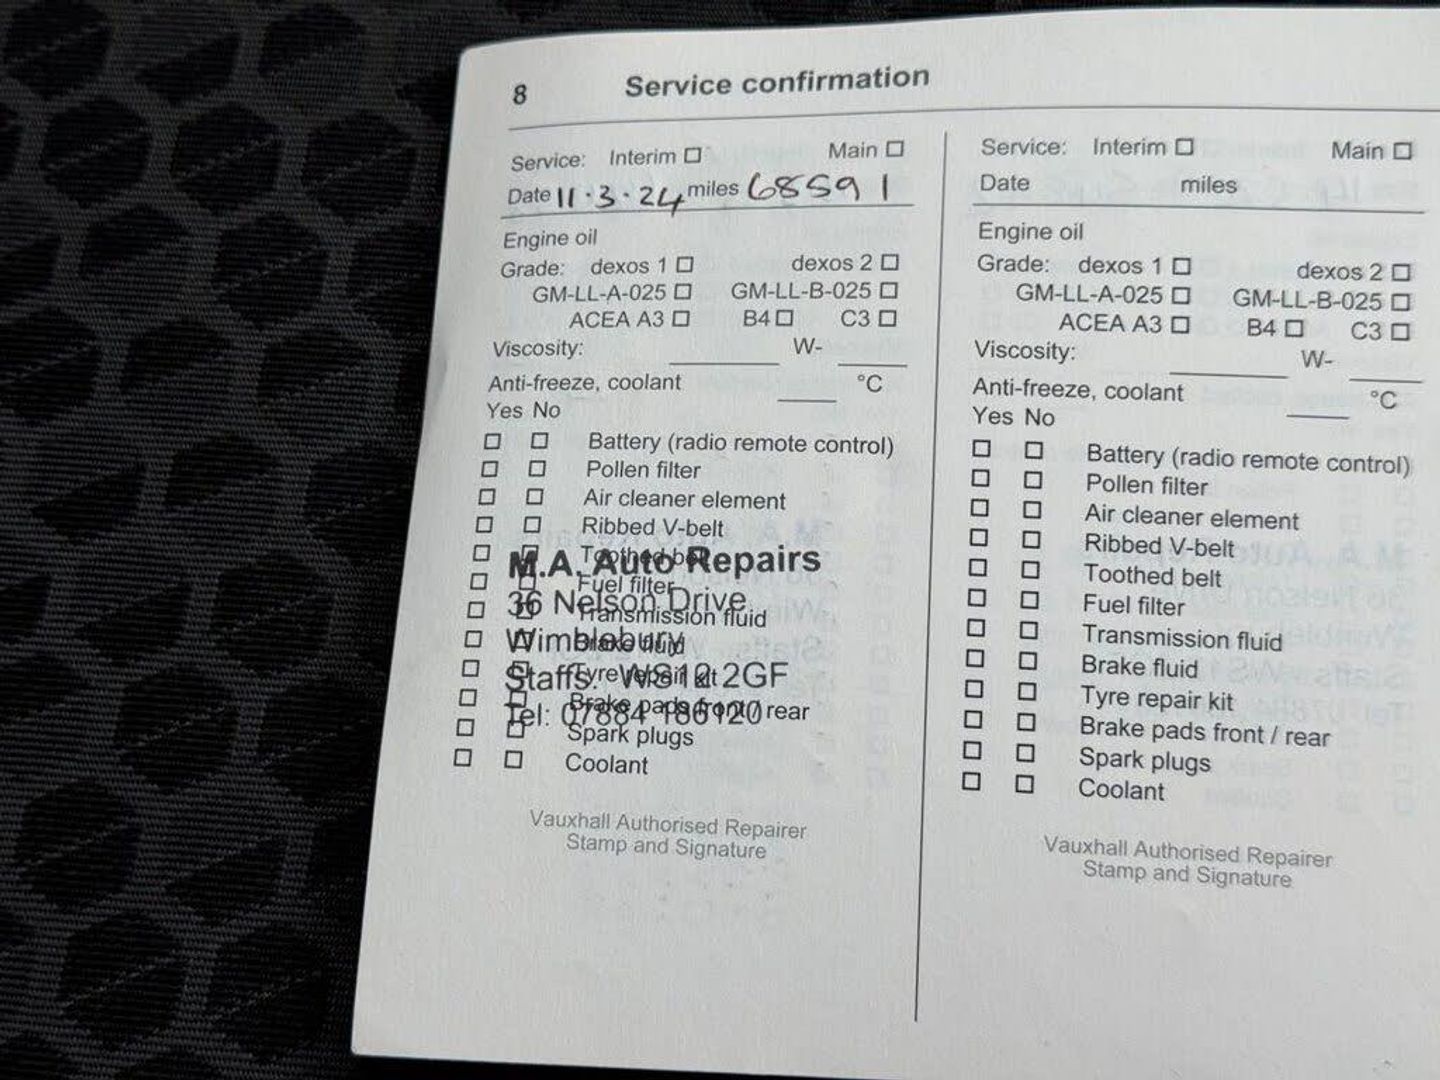 8 Service confirmation
Service: Interim ☐ Main ☐
Date 11.3.24 miles 68591
Engine oil
Grade: dexos 1 ☐ dexos 2 ☐
GM-LL-A-025 ☐ GM-LL-B-025 ☐
ACEA A3 ☐ B4 ☐ C3 ☐
Viscosity: W-
Anti-freeze, coolant °C
Yes No
☐ ☐ Battery (radio remote control)
☐ ☐ Pollen filter
☐ ☐ Air cleaner element
☐ ☐ Ribbed V-belt
☐ ☐ Toothed belt
☐ ☐ Fuel filter
☐ ☐ Transmission fluid
☐ ☐ Brake fluid
☐ ☐ Tyre repair kit
☐ ☐ Brake pads front / rear
☐ ☐ Spark plugs
☐ ☐ Coolant
M.A. Auto Repairs
36 Nelson Drive
Wimblebury
Staffs. WS12 2GF
Tel: 07884 186120
Vauxhall Authorised Repairer
Stamp and Signature
Service: Interim ☐ Main ☐
Date miles
Engine oil
Grade: dexos 1 ☐ dexos 2 ☐
GM-LL-A-025 ☐ GM-LL-B-025 ☐
ACEA A3 ☐ B4 ☐ C3 ☐
Viscosity: W-
Anti-freeze, coolant °C
Yes No
☐ ☐ Battery (radio remote control)
☐ ☐ Pollen filter
☐ ☐ Air cleaner element
☐ ☐ Ribbed V-belt
☐ ☐ Toothed belt
☐ ☐ Fuel filter
☐ ☐ Transmission fluid
☐ ☐ Brake fluid
☐ ☐ Tyre repair kit
☐ ☐ Brake pads front / rear
☐ ☐ Spark plugs
☐ ☐ Coolant
Vauxhall Authorised Repairer
Stamp and Signature